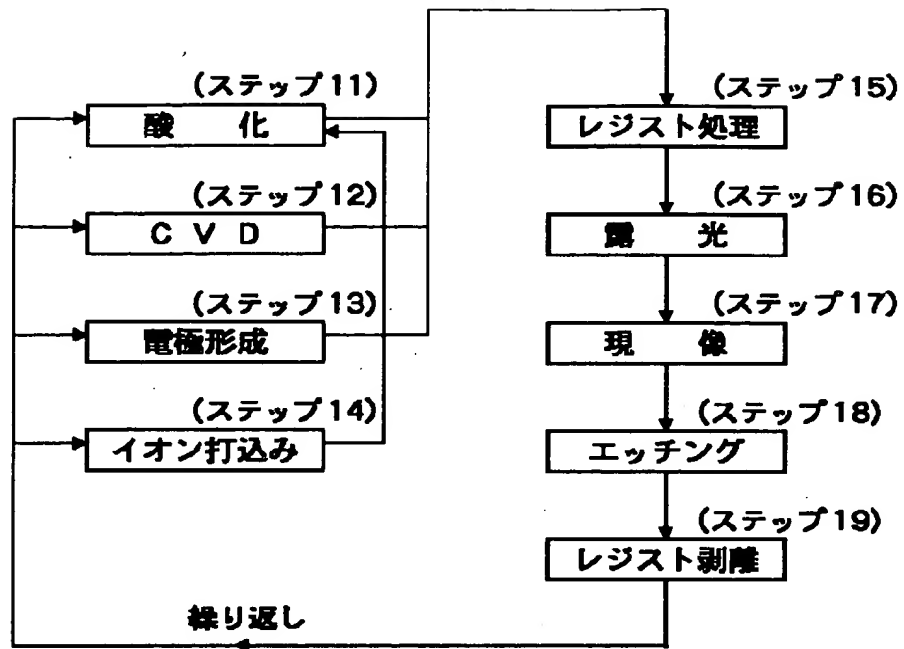 (ステップ11)
酸 化
(ステップ12)
C V D
(ステップ13)
電極形成
(ステップ14)
イオン打込み
(ステップ15)
レジスト処理
(ステップ16)
露 光
(ステップ17)
現 像
(ステップ18)
エッチング
(ステップ19)
レジスト剥離
繰り返し